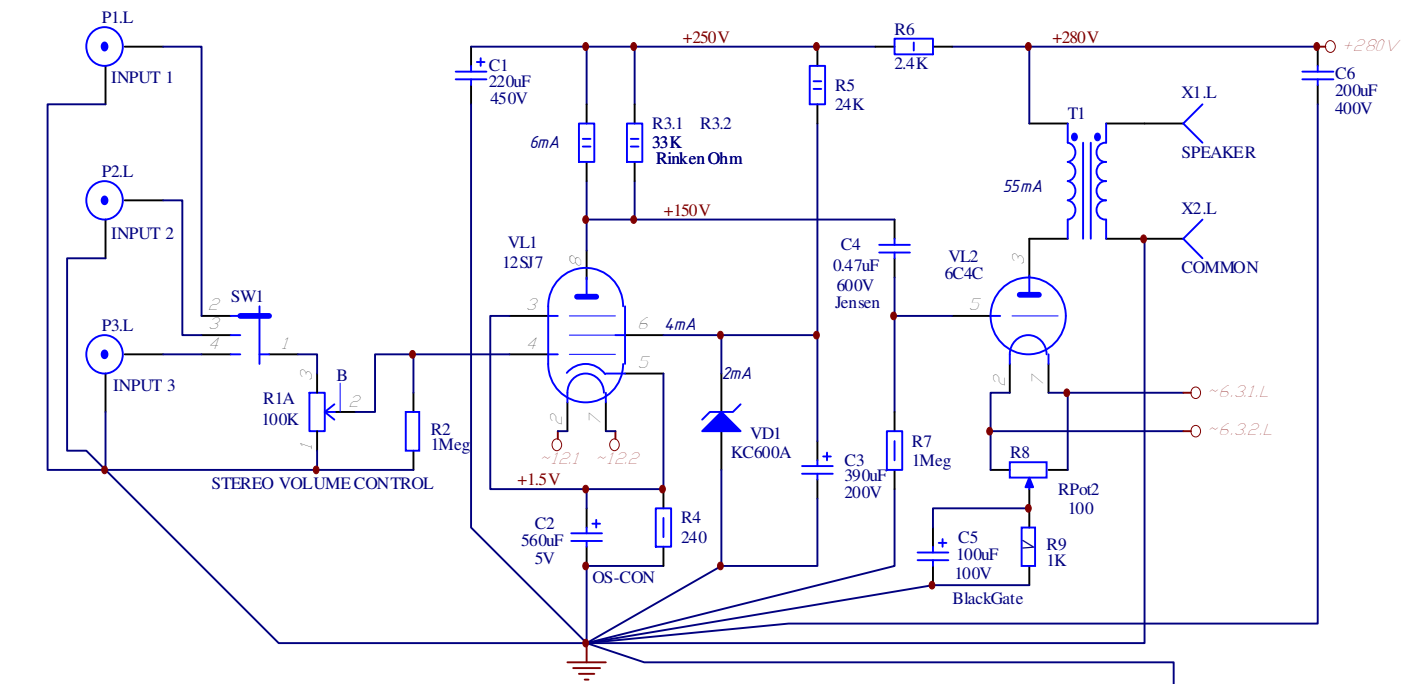 P1.L
INPUT 1
P2.L
INPUT 2
P3.L
INPUT 3
SW1
2
3
4
1
R1A
100K
3
B
2
1
R2
1Meg
STEREO VOLUME CONTROL
+ C1
220uF
450V
+250V
6mA
R3.1 R3.2
33K
Rinken Ohm
+150V
VL1
12SJ7
8
3
4
6
5
2
7
4mA
~12.1 ~12.2
+1.5V
C2 +
560uF
5V
OS-CON
R4
240
2mA
VD1
KC600A
R5
24K
C3 +
390uF
200V
R6
2.4K
C4
0.47uF
600V
Jensen
R7
1Meg
+280V
+280V
C6
200uF
400V
T1
55mA
X1.L
SPEAKER
X2.L
COMMON
VL2
6C4C
3
5
2
7
~6.3.1.L
~6.3.2.L
R8
RPot2
100
+ C5
100uF
100V
BlackGate
R9
1K